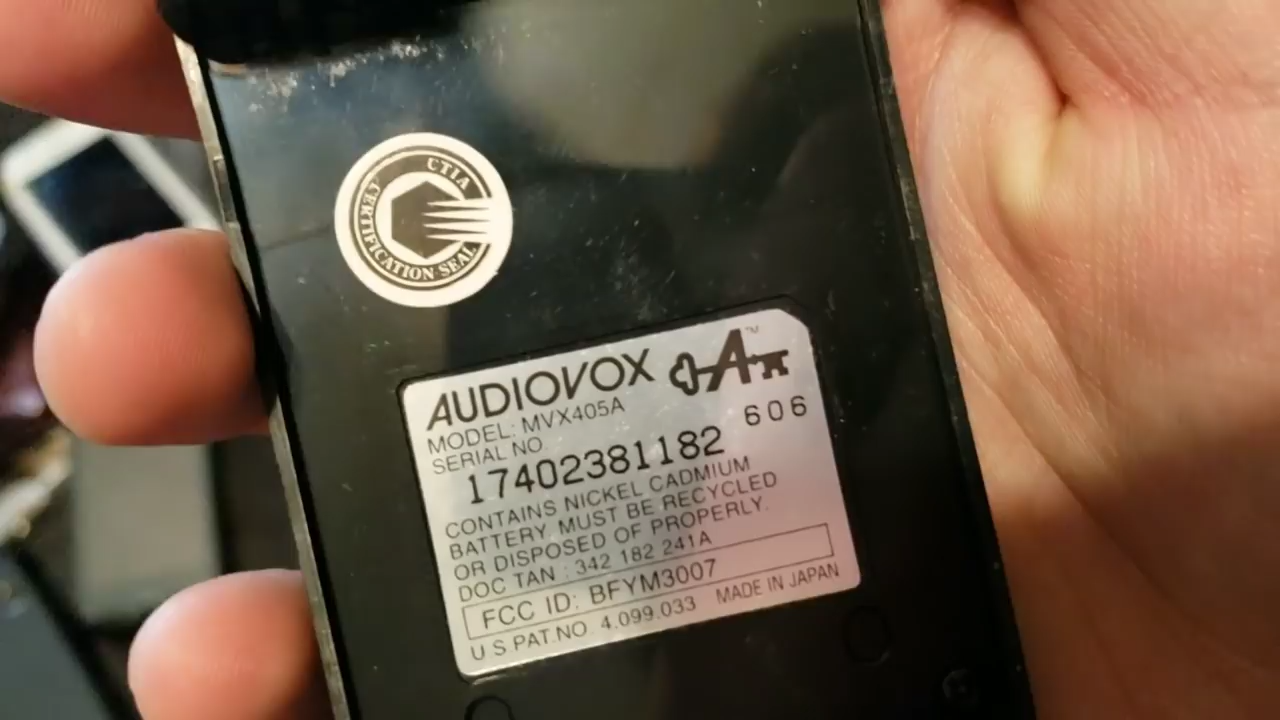 CTIA
CERTIFICATION SEAL
AUDIOVOX A™
MODEL: MVX405A
606
SERIAL NO.
17402381182
CONTAINS NICKEL CADMIUM
BATTERY. MUST BE RECYCLED
OR DISPOSED OF PROPERLY.
DOC TAN : 342 182 241A
FCC ID: BFYM3007
U S PAT.NO. 4.099.033 MADE IN JAPAN